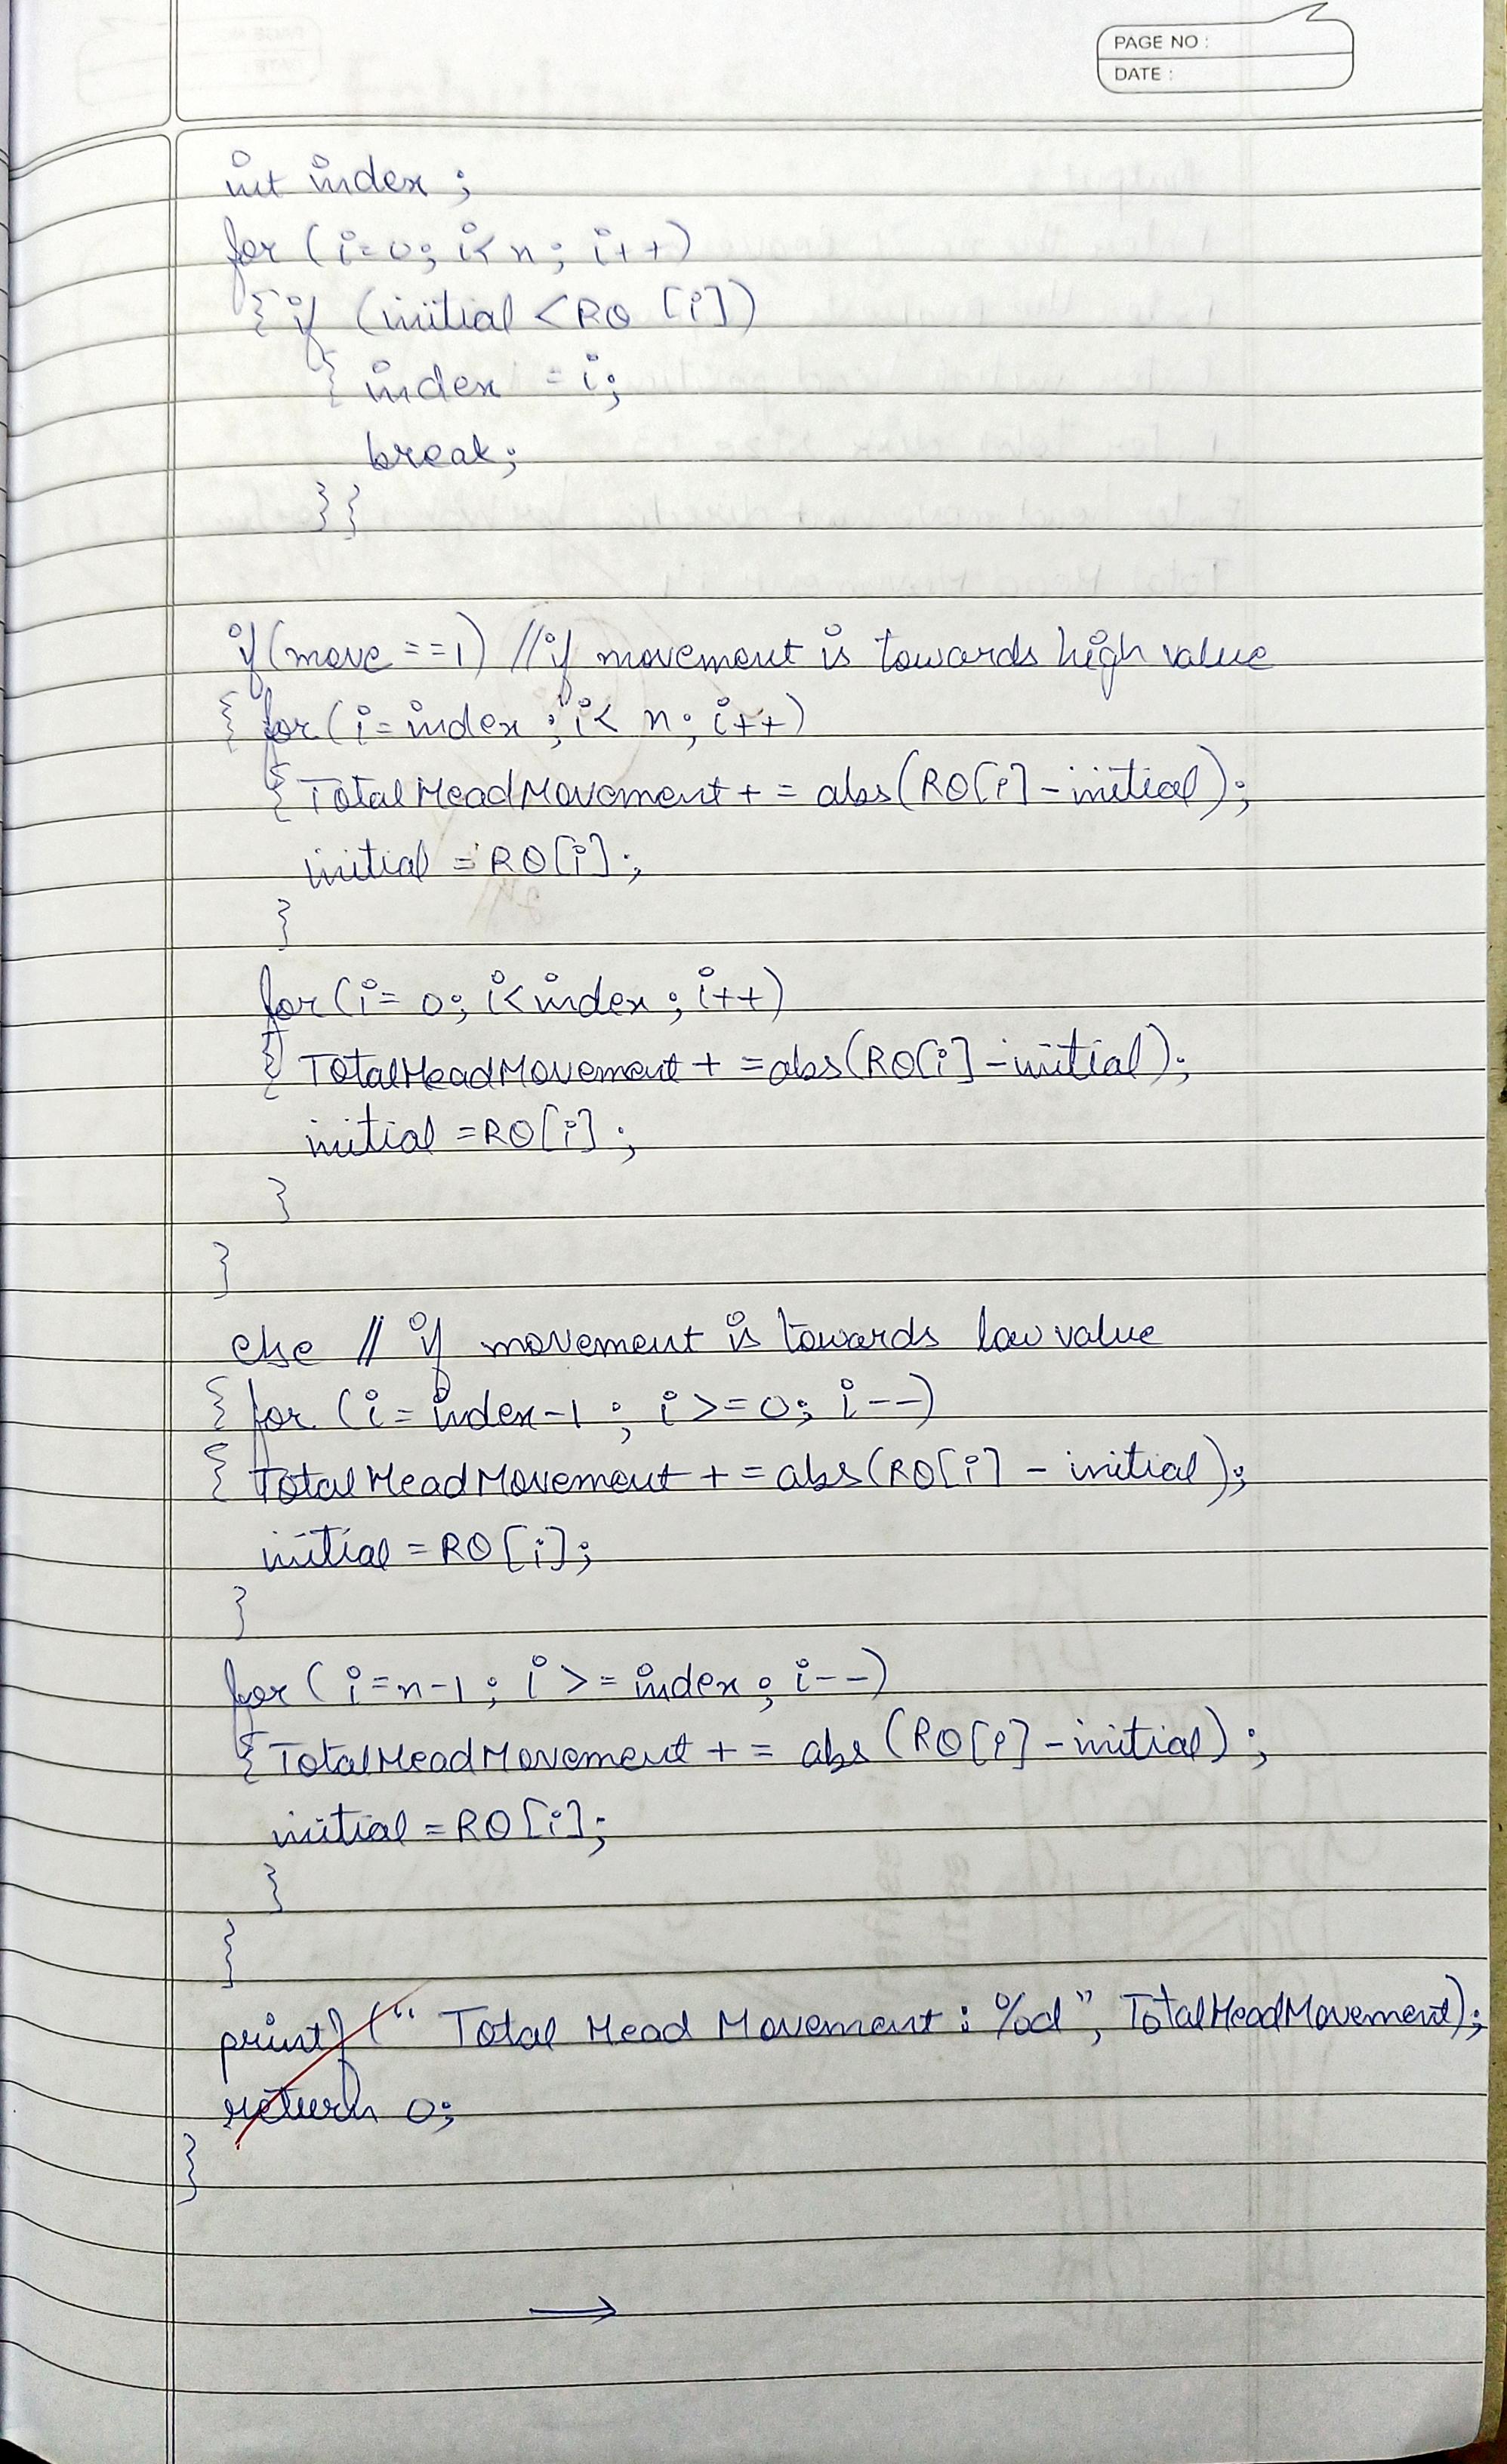 PAGE NO :
DATE :
int index ;
for (i=0; i<n; i++)
{ if (initial < RQ [i])
{ index = i;
break;
}}
if(move ==1) //if movement is towards high value
{ for(i=index ; i< n; i++)
{ TotalHeadMovement + = abs(RQ[i]-initial);
initial = RQ[i];
}
for(i= 0; i<index ; i++)
{ TotalHeadMovement + =abs(RQ[i]-initial);
initial =RQ[i] ;
}
}
else // if movement is towards low value
{ for (i=index-1 ; i >=0; i--)
{ TotalHeadMovement + =abs(RQ[i] - initial);
initial = RQ [i];
}
for ( i=n-1 ; i >=index ; i--)
{ TotalHeadMovement + = abs (RQ[i] -initial) ;
initial = RQ [i];
}
}
printf (" Total Head Movement : %d", TotalHeadMovement);
return 0;
}